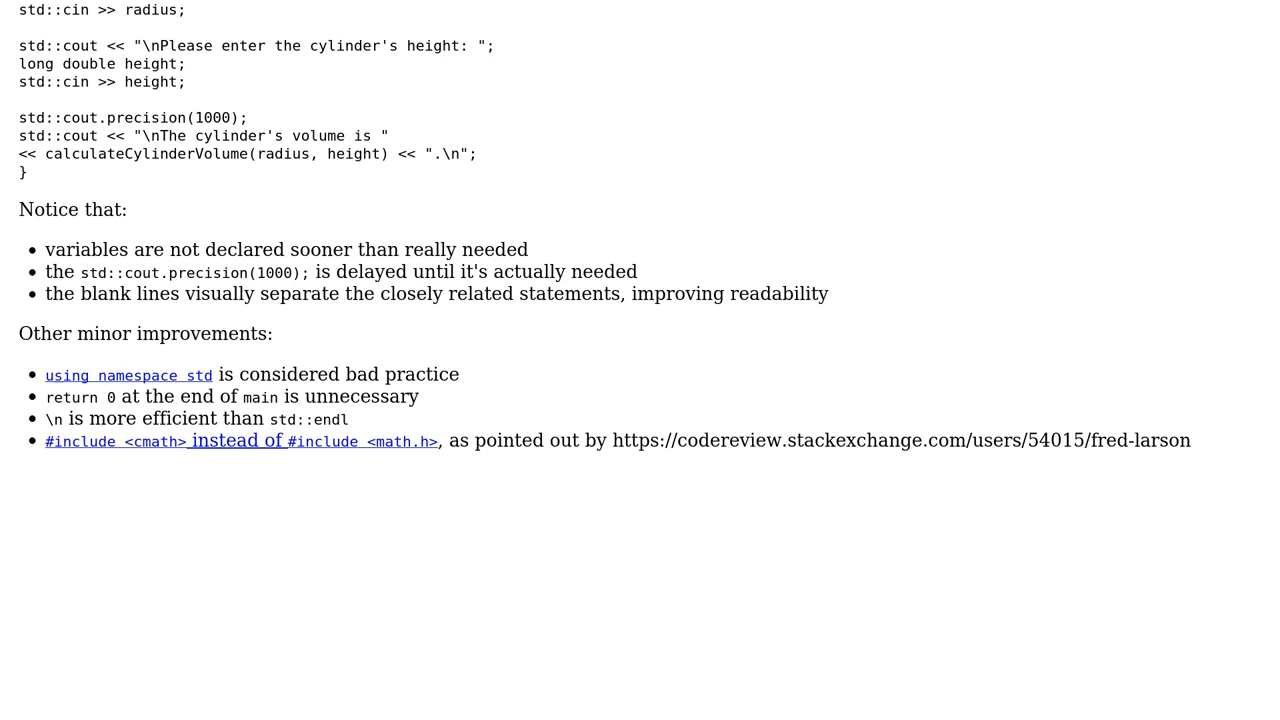 std::cin >> radius;
std::cout << "\nPlease enter the cylinder's height: ";
long double height;
std::cin >> height;
std::cout.precision(1000);
std::cout << "\nThe cylinder's volume is "
<< calculateCylinderVolume(radius, height) << ".\n";
}
Notice that:
• variables are not declared sooner than really needed
• the std::cout.precision(1000); is delayed until it's actually needed
• the blank lines visually separate the closely related statements, improving readability
Other minor improvements:
• using namespace std is considered bad practice
• return 0 at the end of main is unnecessary
• \n is more efficient than std::endl
• #include <cmath> instead of #include <math.h>, as pointed out by https://codereview.stackexchange.com/users/54015/fred-larson